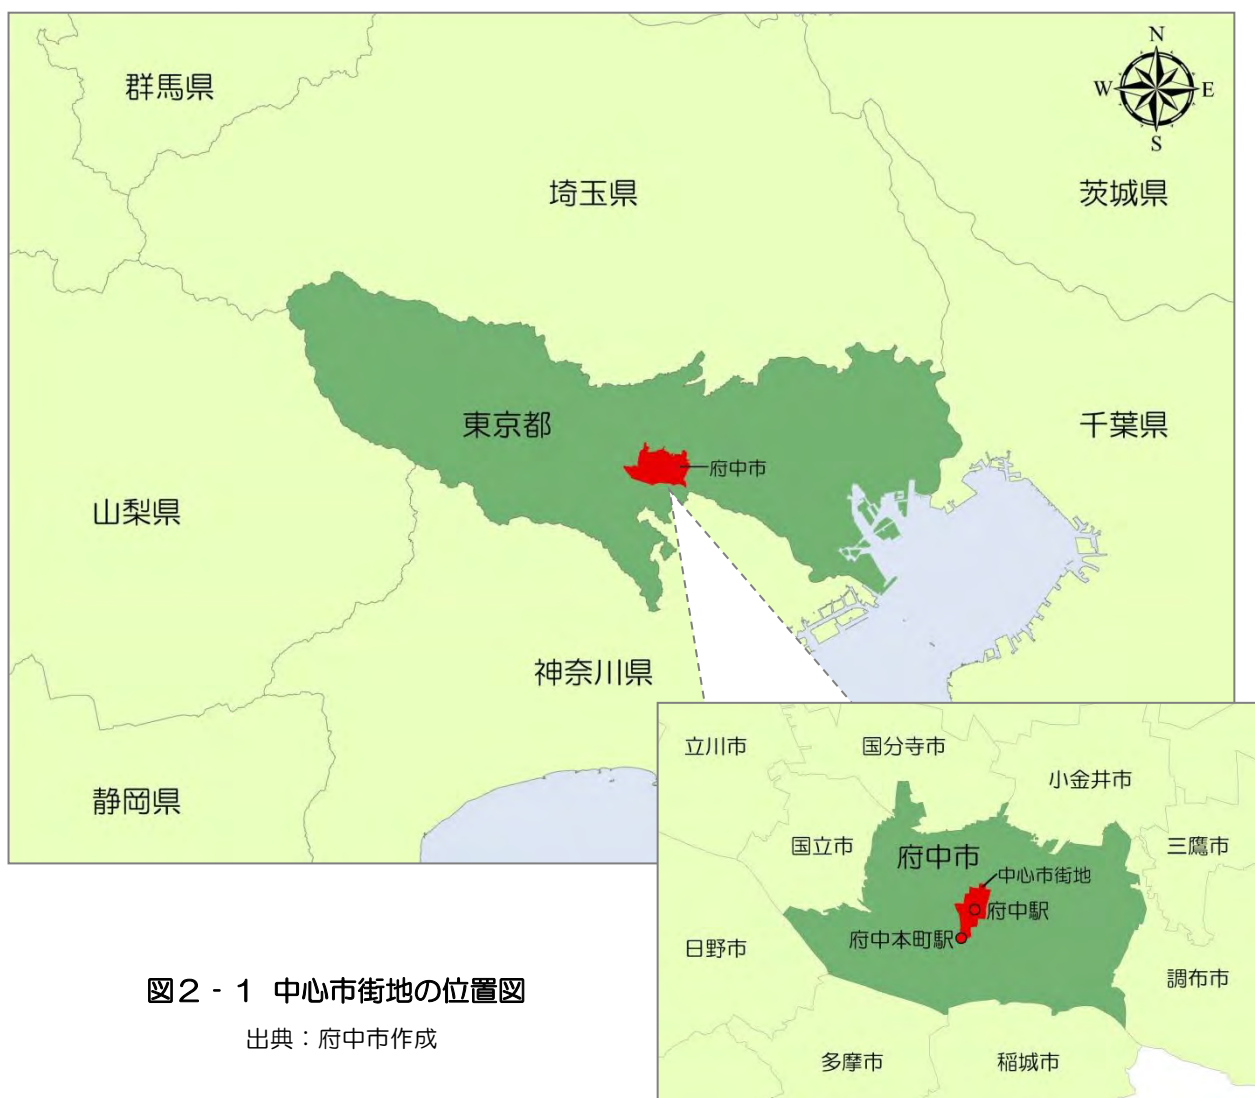 N
W
E
S
群馬県
埼玉県
茨城県
東京都
府中市
千葉県
山梨県
神奈川県
静岡県
立川市
国分寺市
小金井市
国立市
府中市
三鷹市
中心市街地
府中駅
府中本町駅
日野市
調布市
多摩市
稲城市
図2-1 中心市街地の位置図
出典：府中市作成